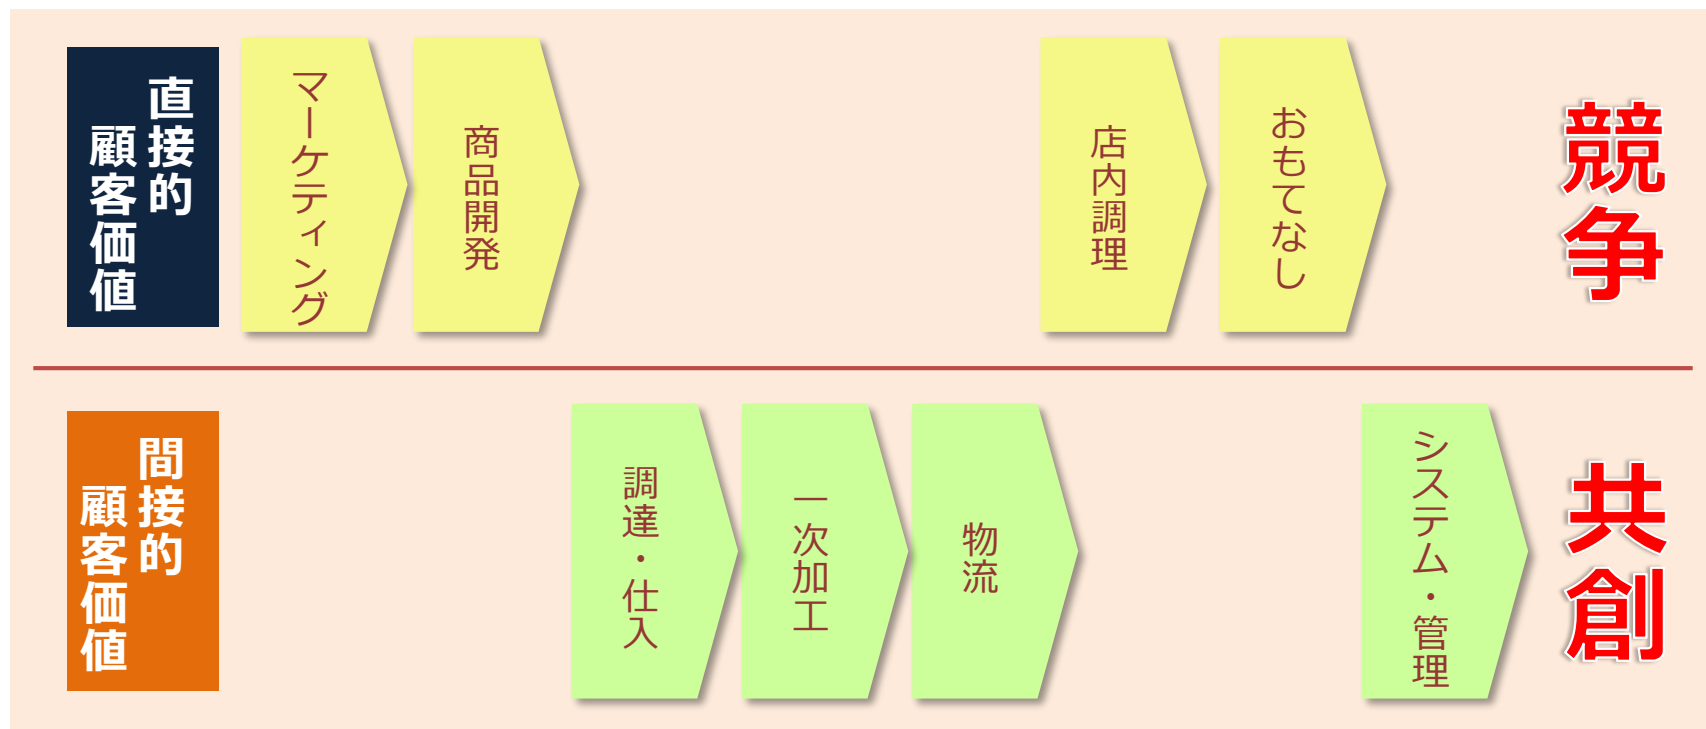 直接的
顧客価値
マーケティング
商品開発
店内調理
おもてなし
競争
間接的
顧客価値
調達・仕入
一次加工
物流
システム・管理
共創